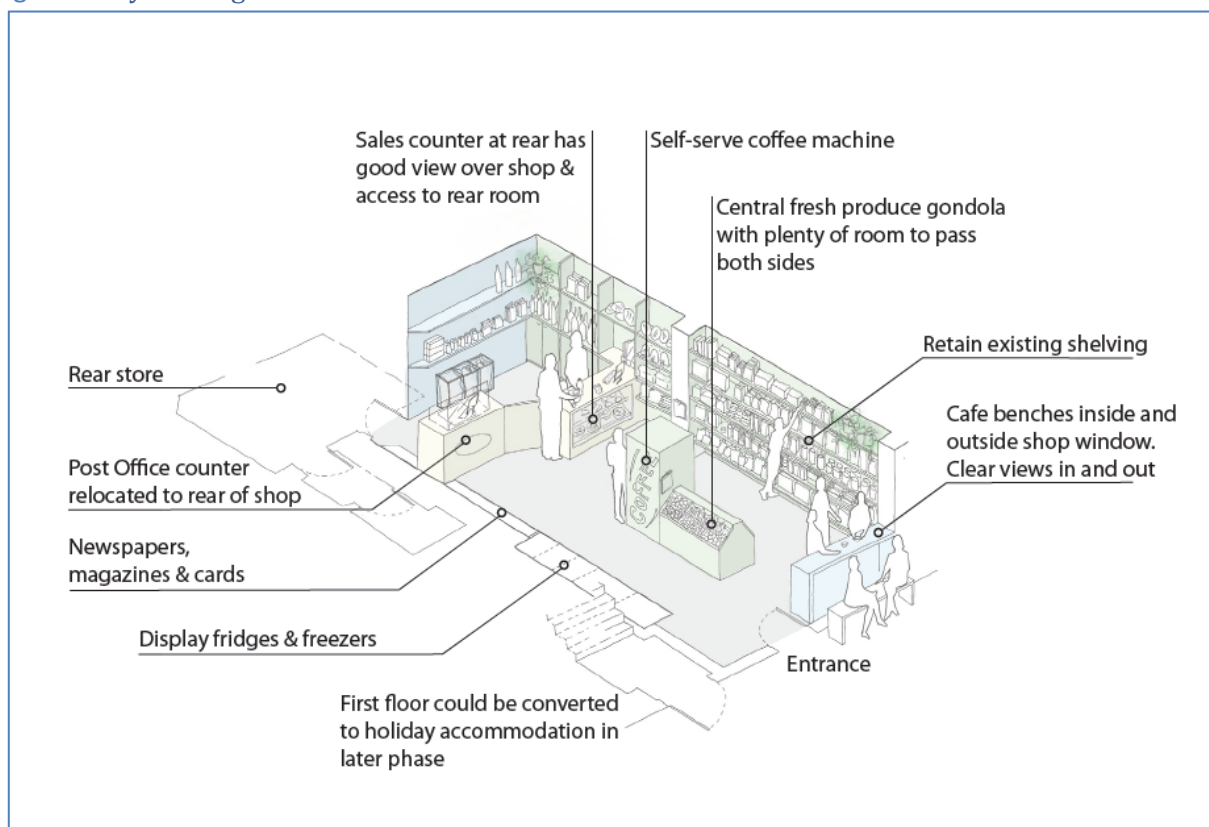 Sales counter at rear has
good view over shop &
access to rear room
Self-serve coffee machine
Central fresh produce gondola
with plenty of room to pass
both sides
Retain existing shelving
Rear store
Cafe benches inside and
outside shop window.
Clear views in and out
Post Office counter
relocated to rear of shop
COFFEE
Newspapers,
magazines & cards
Display fridges & freezers
Entrance
First floor could be converted
to holiday accommodation in
later phase